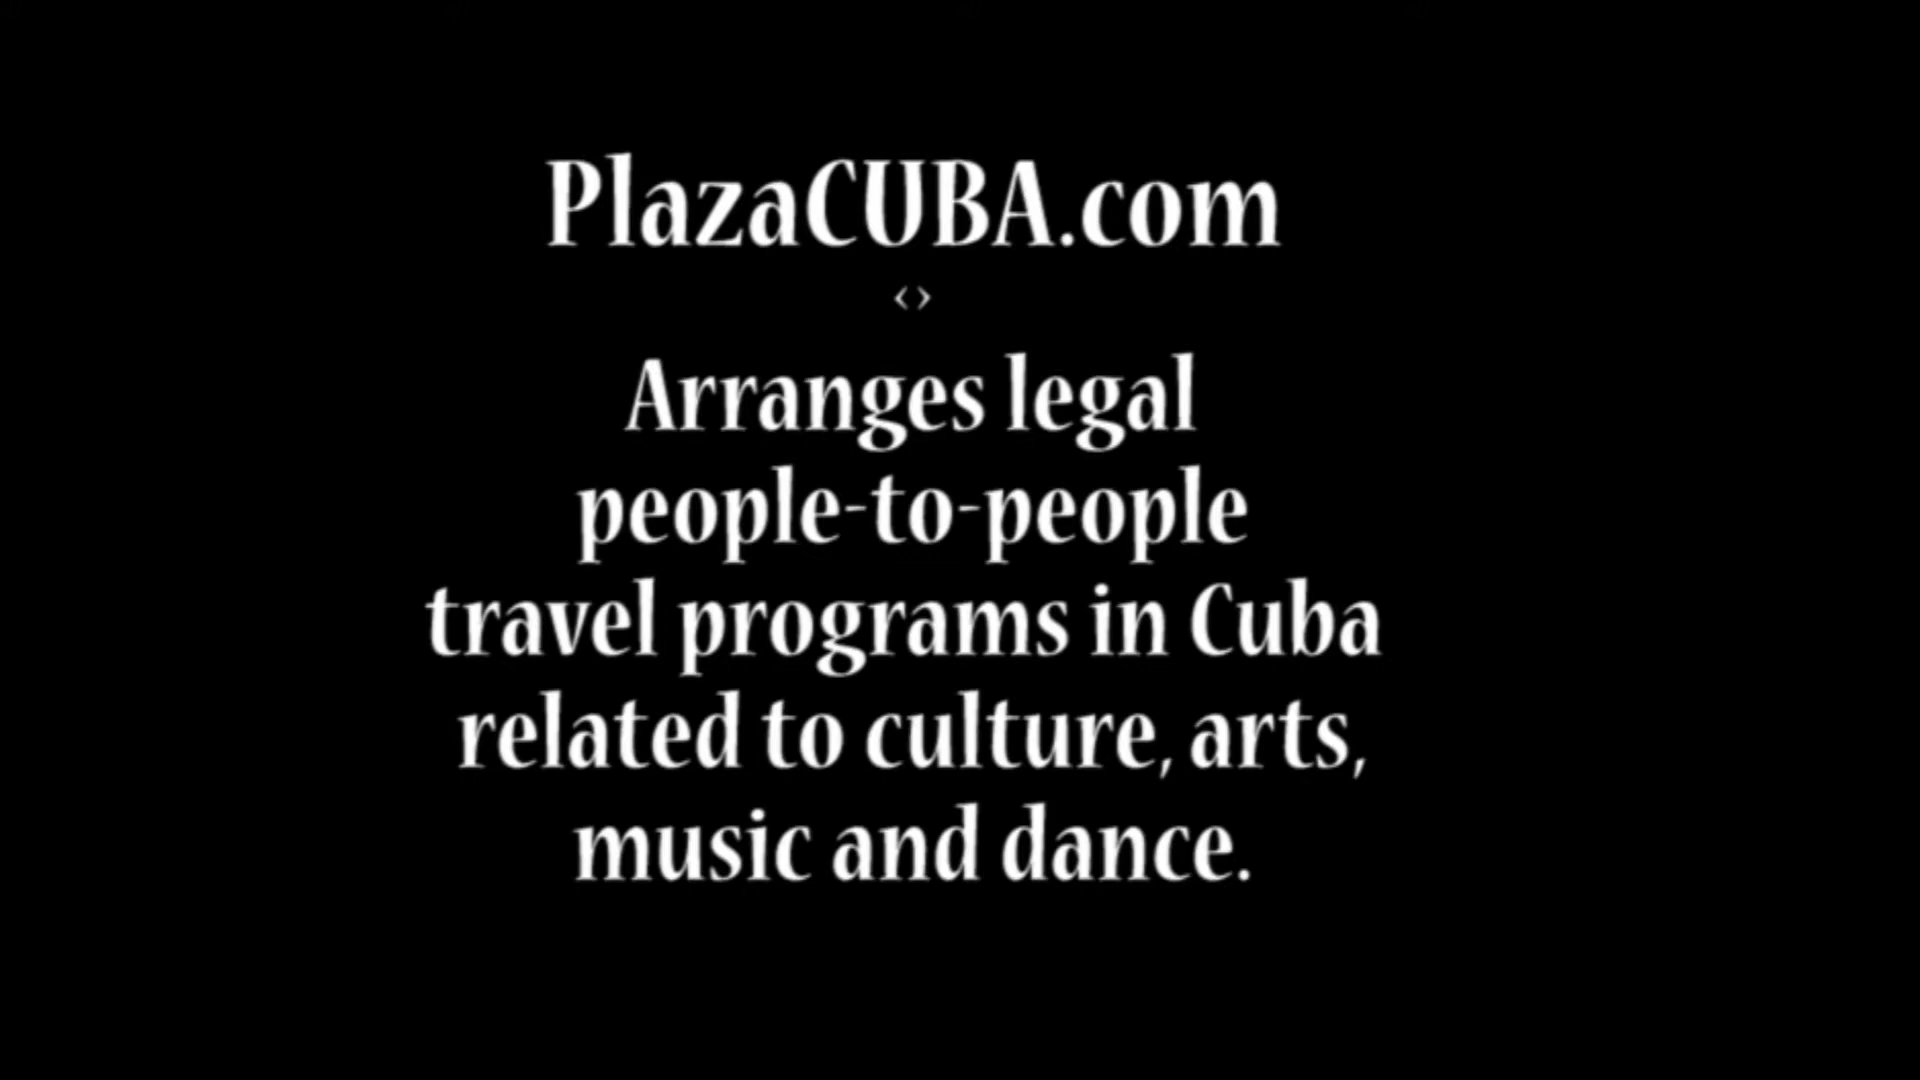 PlazaCUBA.com
<>
Arranges legal
people-to-people
travel programs in Cuba
related to culture, arts,
music and dance.